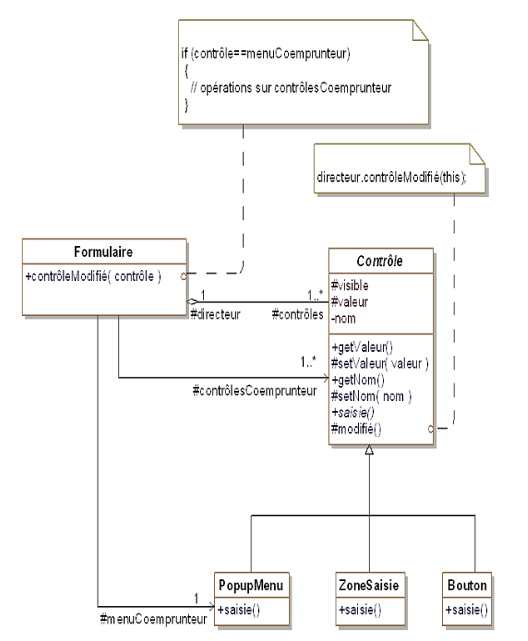 if (contrôle==menuCoemprunteur)
{
// opérations sur contrôlesCoemprunteur
}
directeur.contrôleModifié(this);
Formulaire
+contrôleModifié( contrôle )
Contrôle
#visible
#valeur
-nom
+getValeur()
#setValeur( valeur )
+getNom()
#setNom( nom )
+saisie()
#modifié()
1
1..*
#directeur
#contrôles
1..*
#contrôlesCoemprunteur
1
#menuCoemprunteur
PopupMenu
+saisie()
ZoneSaisie
+saisie()
Bouton
+saisie()